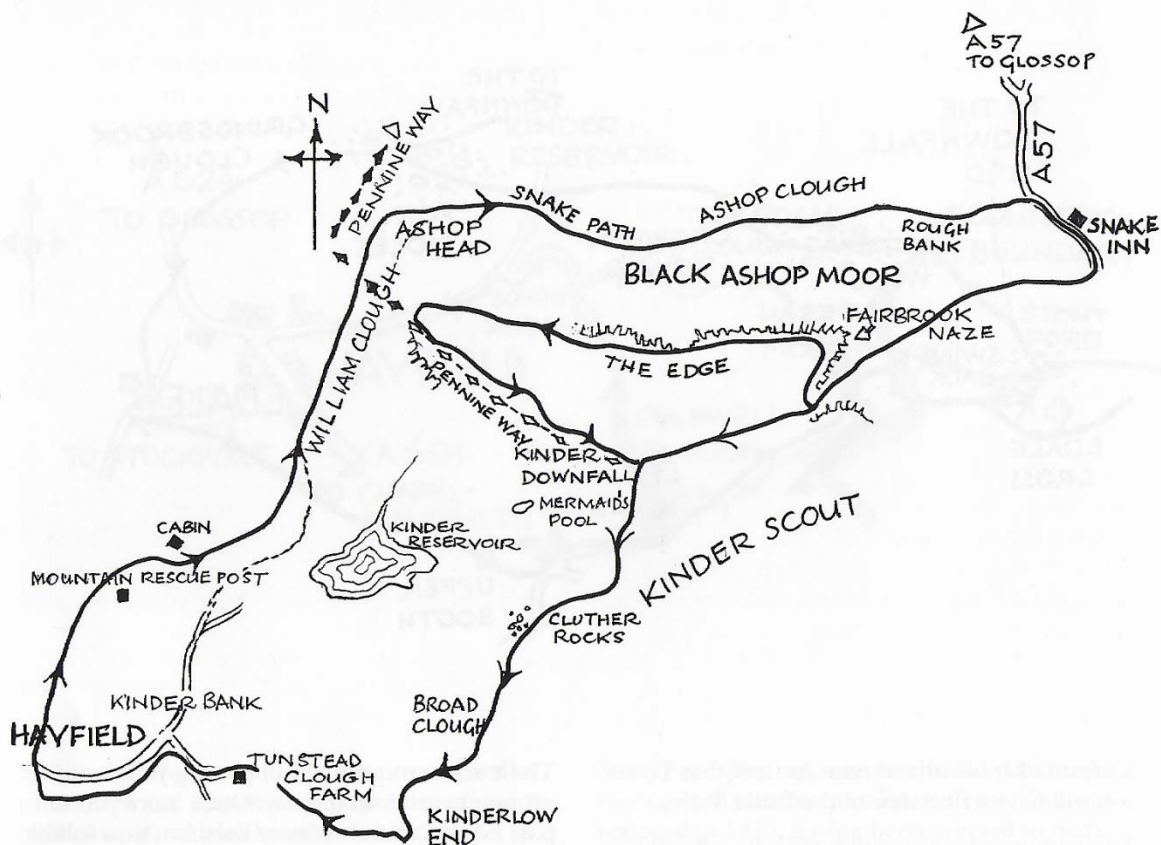 A57
TO GLOSSOP
A57
N
PENNINE WAY
SNAKE PATH
ASHOP CLOUGH
ASHOP
HEAD
ROUGH
BANK
SNAKE
INN
BLACK ASHOP MOOR
FAIRBROOK
NAZE
WILLIAM CLOUGH
THE EDGE
PENNINE WAY
KINDER
DOWNFALL
MERMAIDS
POOL
KINDER SCOUT
CABIN
KINDER
RESERVOIR
MOUNTAIN RESCUE POST
CLUTHER
ROCKS
KINDER BANK
BROAD
CLOUGH
HAYFIELD
TUNSTEAD
CLOUGH
FARM
KINDERLOW
END